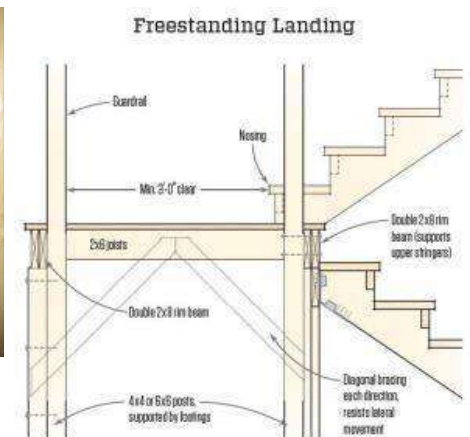 Freestanding Landing
Guardrail
Nosing
Min. 3'-0" clear
2x6 joists
Double 2x8 rim
beam (supports
upper stringers)
Double 2x8 rim beam
Diagonal bracing
each direction,
resists lateral
movement
4x4 or 6x6 posts,
supported by footings